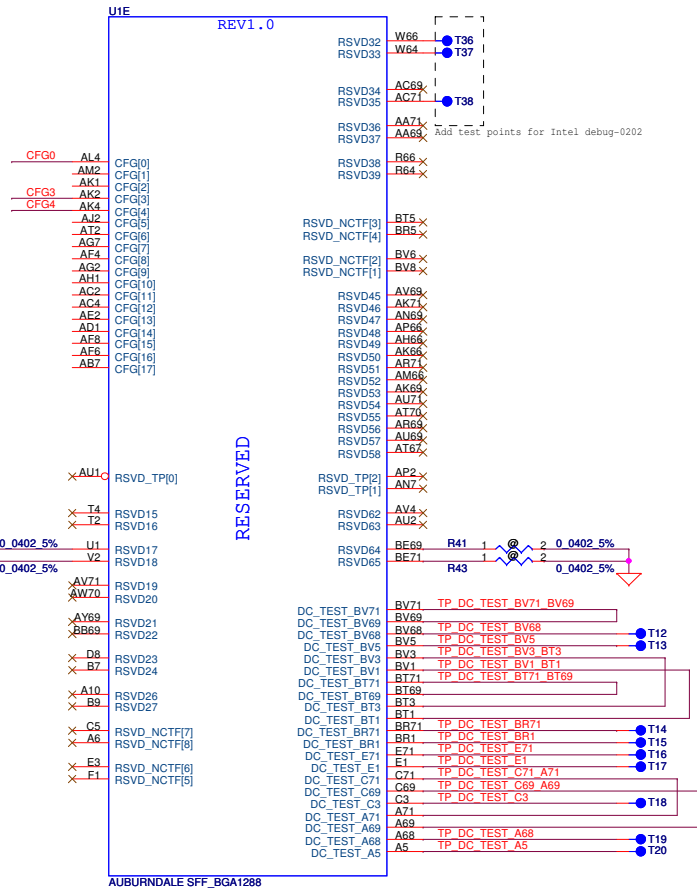 U1E
REV1.0
RESERVED
CFG0 AL4 CFG[0]
AM2 CFG[1]
AK1 CFG[2]
CFG3 AK2 CFG[3]
CFG4 AK4 CFG[4]
AJ2 CFG[5]
AT2 CFG[6]
AG7 CFG[7]
AF4 CFG[8]
AG2 CFG[9]
AH1 CFG[10]
AC2 CFG[11]
AC4 CFG[12]
AE2 CFG[13]
AD1 CFG[14]
AF8 CFG[15]
AF6 CFG[16]
AB7 CFG[17]
AU1 RSVD_TP[0]
T4 RSVD15
T2 RSVD16
0_0402_5% U1 RSVD17
0_0402_5% V2 RSVD18
AV71 RSVD19
AW70 RSVD20
AY69 RSVD21
BB69 RSVD22
D8 RSVD23
B7 RSVD24
A10 RSVD26
B9 RSVD27
C5 RSVD_NCTF[7]
A6 RSVD_NCTF[8]
E3 RSVD_NCTF[6]
F1 RSVD_NCTF[5]
RSVD32 W66 T36
RSVD33 W64 T37
RSVD34 AC69
RSVD35 AC71 T38
RSVD36 AA71
RSVD37 AA69
Add test points for Intel debug-0202
RSVD38 R66
RSVD39 R64
RSVD_NCTF[3] BT5
RSVD_NCTF[4] BR5
RSVD_NCTF[2] BV6
RSVD_NCTF[1] BV8
RSVD45 AV69
RSVD46 AK71
RSVD47 AN69
RSVD48 AP66
RSVD49 AH66
RSVD50 AK66
RSVD51 AR71
RSVD52 AM66
RSVD53 AK69
RSVD54 AU71
RSVD55 AT70
RSVD56 AR69
RSVD57 AU69
RSVD58 AT67
RSVD_TP[2] AP2
RSVD_TP[1] AN7
RSVD62 AV4
RSVD63 AU2
RSVD64 BE69 R41 1 @ 2 0_0402_5%
RSVD65 BE71 R43 1 @ 2 0_0402_5%
DC_TEST_BV71 BV71 TP_DC_TEST_BV71_BV69
DC_TEST_BV69 BV69
DC_TEST_BV68 BV68 TP_DC_TEST_BV68 T12
DC_TEST_BV5 BV5 TP_DC_TEST_BV5 T13
DC_TEST_BV3 BV3 TP_DC_TEST_BV3_BT3
DC_TEST_BV1 BV1 TP_DC_TEST_BV1_BT1
DC_TEST_BT71 BT71 TP_DC_TEST_BT71_BT69
DC_TEST_BT69 BT69
DC_TEST_BT3 BT3
DC_TEST_BT1 BT1
DC_TEST_BR71 BR71 TP_DC_TEST_BR71 T14
DC_TEST_BR1 BR1 TP_DC_TEST_BR1 T15
DC_TEST_E71 E71 TP_DC_TEST_E71 T16
DC_TEST_E1 E1 TP_DC_TEST_E1 T17
DC_TEST_C71 C71 TP_DC_TEST_C71_A71
DC_TEST_C69 C69 TP_DC_TEST_C69_A69
DC_TEST_C3 C3 TP_DC_TEST_C3 T18
DC_TEST_A71 A71
DC_TEST_A69 A69
DC_TEST_A68 A68 TP_DC_TEST_A68 T19
DC_TEST_A5 A5 TP_DC_TEST_A5 T20
AUBURNDALE SFF_BGA1288